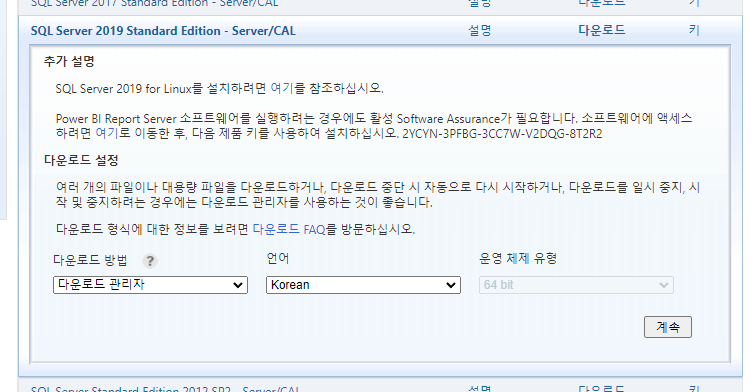 SQL Server 2017 Standard Edition - Server/CAL 설명 다운로드 키
SQL Server 2019 Standard Edition - Server/CAL 설명 다운로드 키
추가 설명
SQL Server 2019 for Linux를 설치하려면 여기를 참조하십시오.
Power BI Report Server 소프트웨어를 실행하려는 경우에도 활성 Software Assurance가 필요합니다. 소프트웨어에 액세스
하려면 여기로 이동한 후, 다음 제품 키를 사용하여 설치하십시오. 2YCYN-3PFBG-3CC7W-V2DQG-8T2R2
다운로드 설정
여러 개의 파일이나 대용량 파일을 다운로드하거나, 다운로드 중단 시 자동으로 다시 시작하거나, 다운로드를 일시 중지, 시
작 및 중지하려는 경우에는 다운로드 관리자를 사용하는 것이 좋습니다.
다운로드 형식에 대한 정보를 보려면 다운로드 FAQ를 방문하십시오.
다운로드 방법 ? 언어 운영 체제 유형
다운로드 관리자 Korean 64 bit
계속
SQL Server Standard Edition 2012 SP2 - Server/CAL 설명 다운로드 키